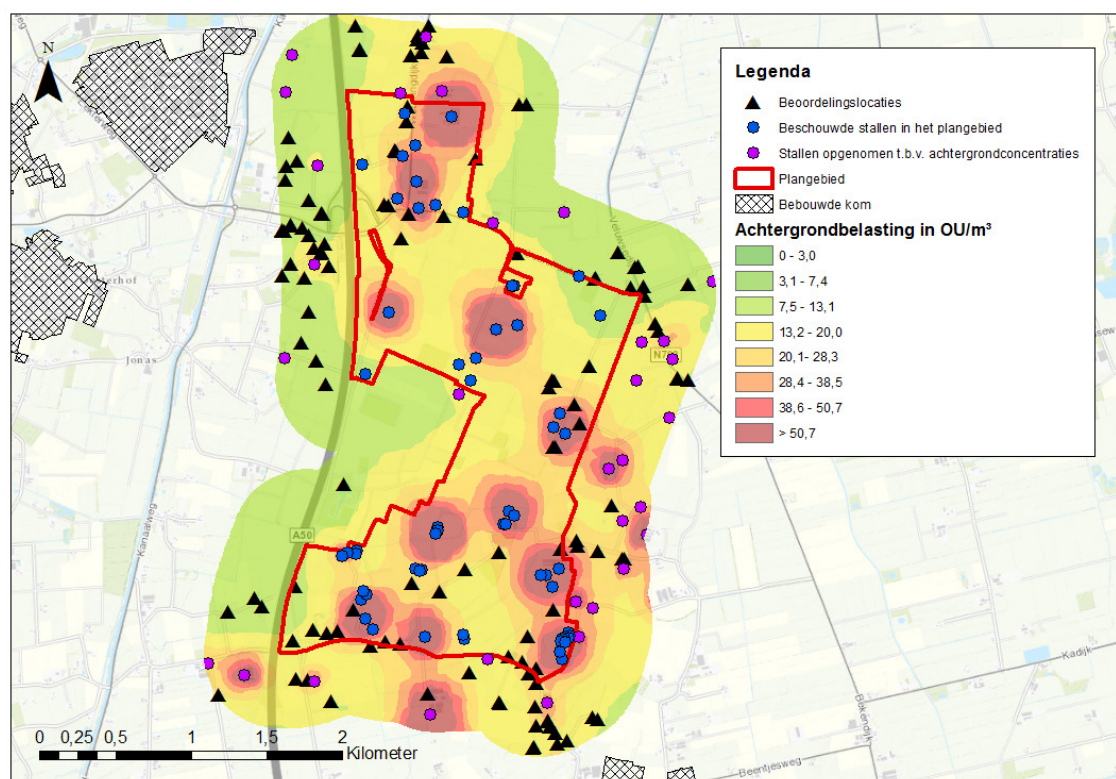 N
Legenda
Beoordelingslocaties
Beschouwde stallen in het plangebied
Stallen opgenomen t.b.v. achtergrondconcentraties
Plangebied
Bebouwde kom
Achtergrondbelasting in OU/m³
0 - 3,0
3,1 - 7,4
7,5 - 13,1
13,2 - 20,0
20,1- 28,3
28,4 - 38,5
38,6 - 50,7
> 50,7
Jonas
A50
Kanaalweg
Kadijk
Bekendijk
Beentjesweg
0 0,25 0,5 1 1,5 2
Kilometer